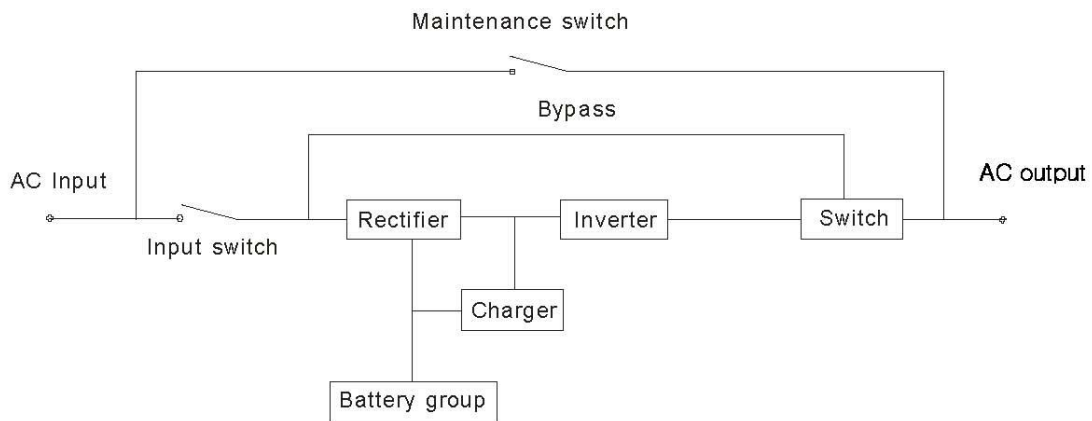 Maintenance switch
Bypass
AC Input
AC output
Input switch
Rectifier
Inverter
Switch
Charger
Battery group